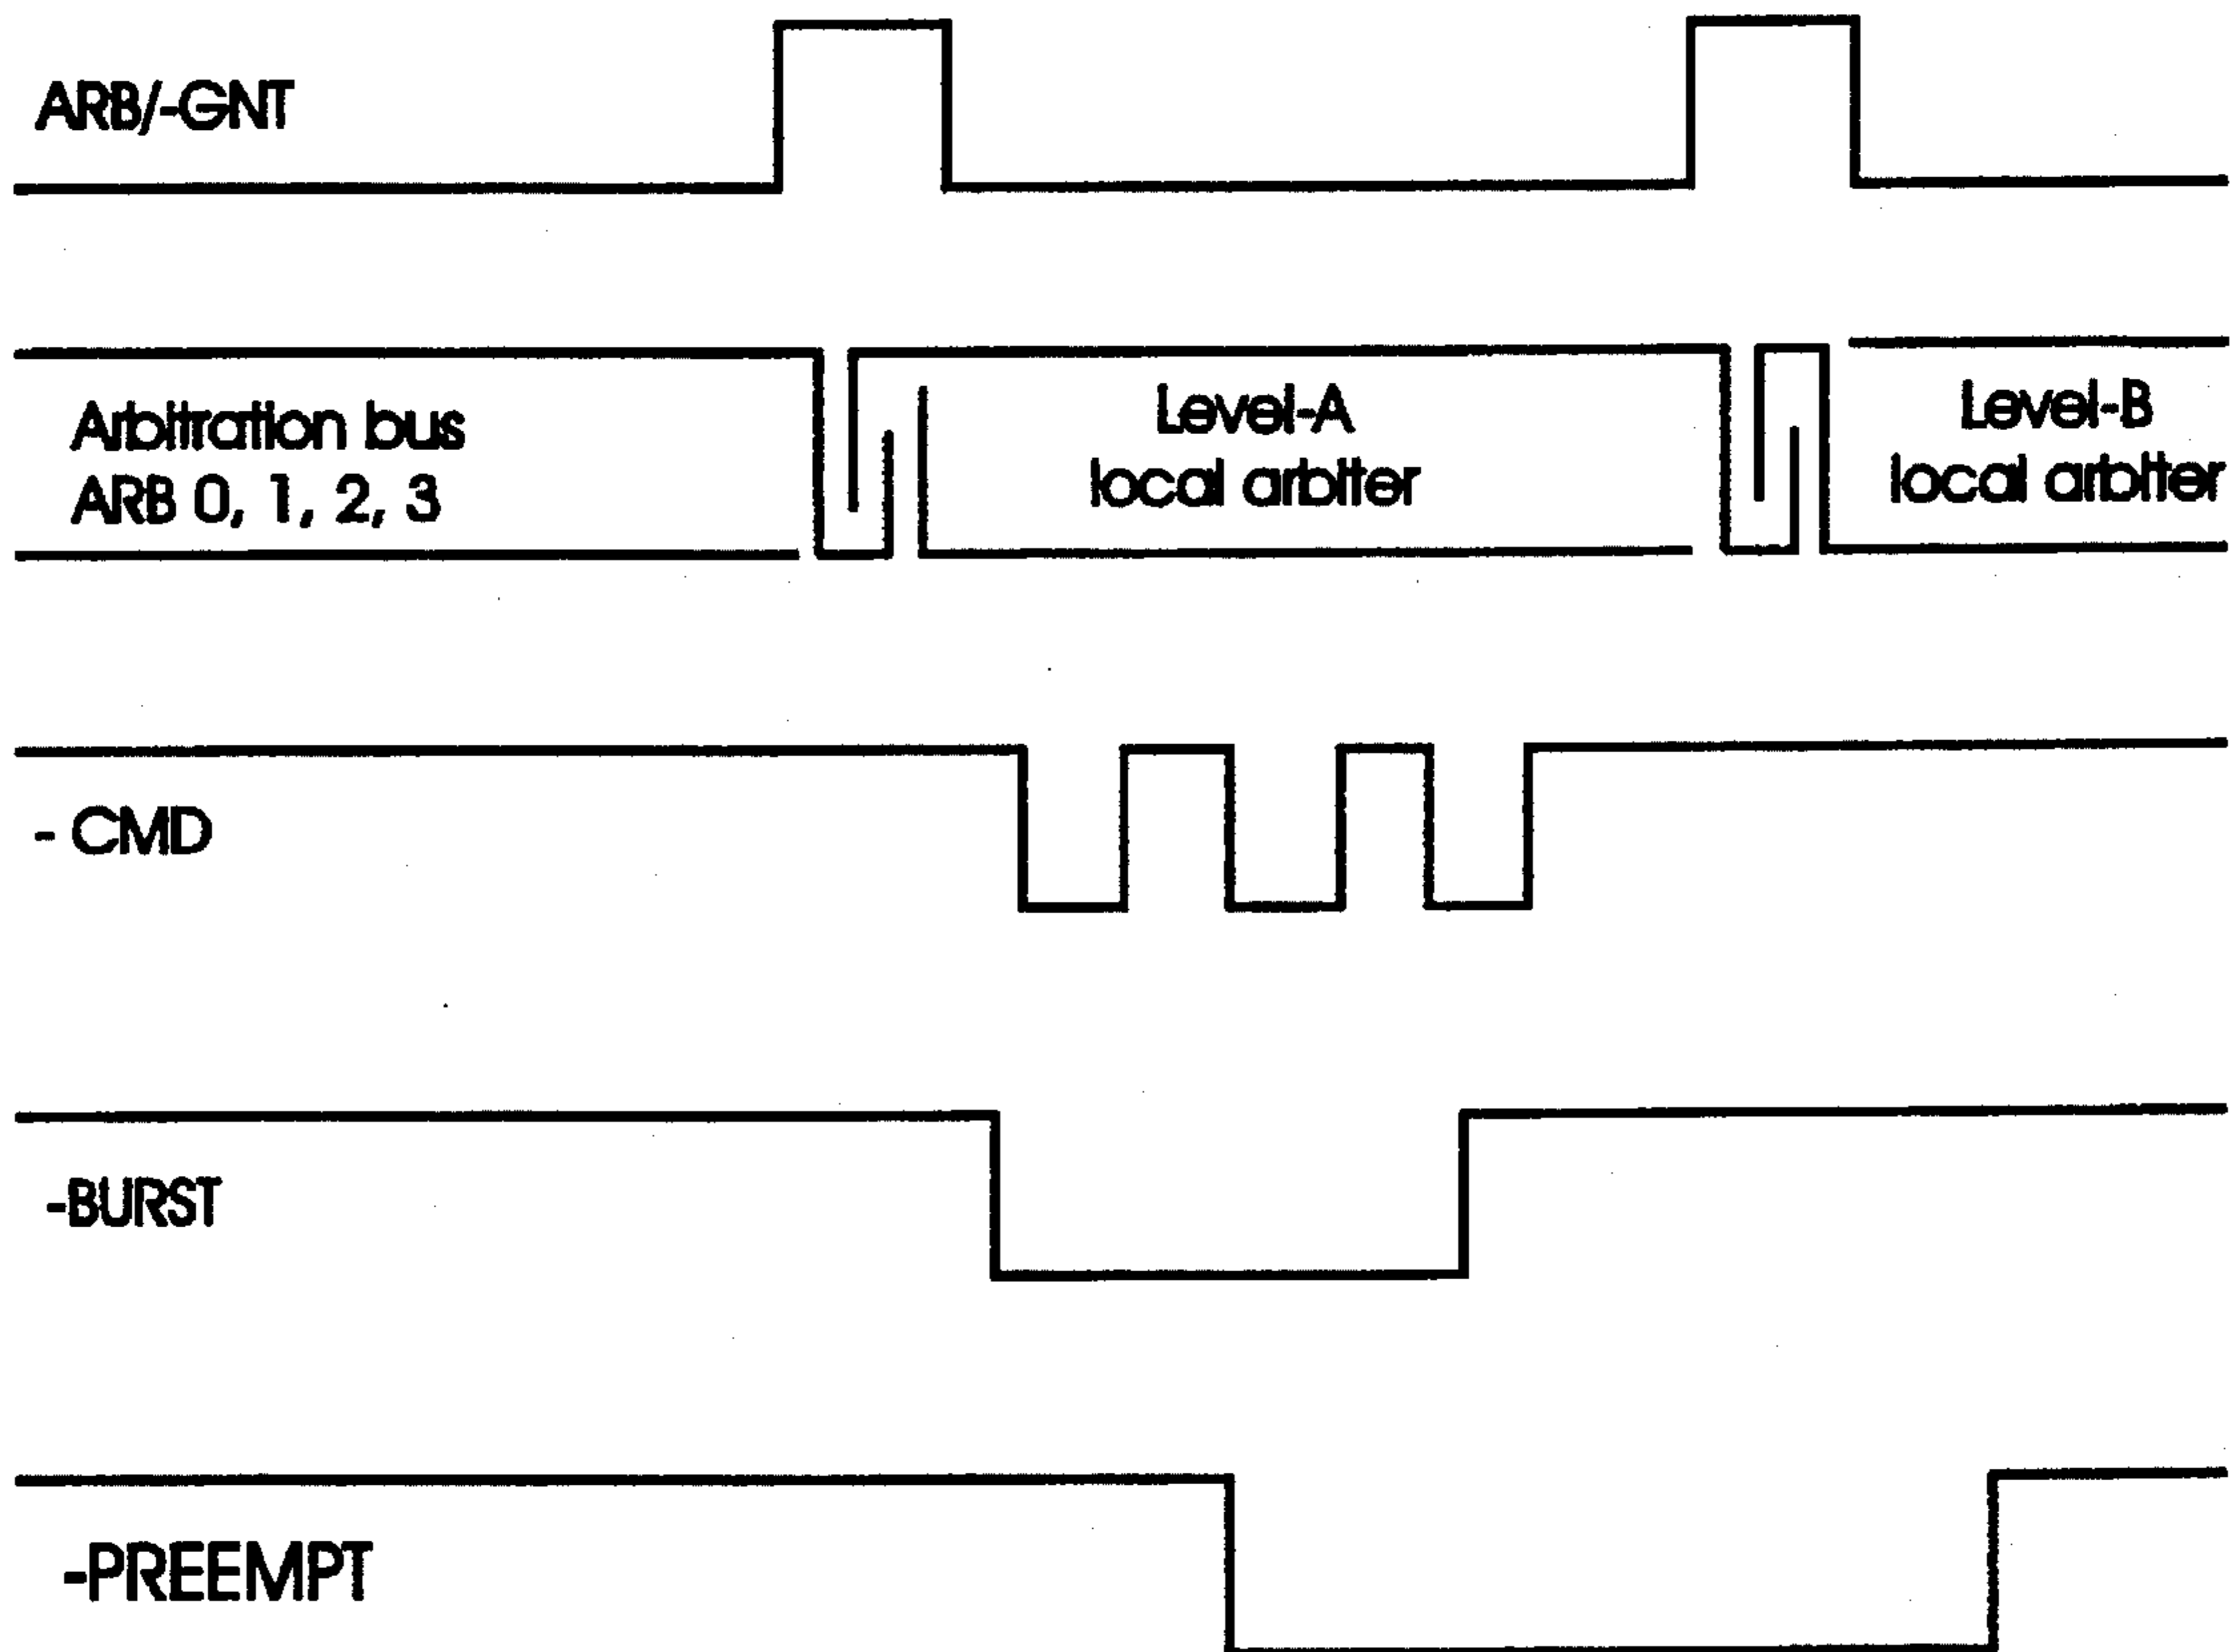 ARB/-GNT
Arbitration bus
ARB 0, 1, 2, 3
Level-A
local arbiter
Level-B
local arbiter
- CMD
-BURST
-PREEMPT